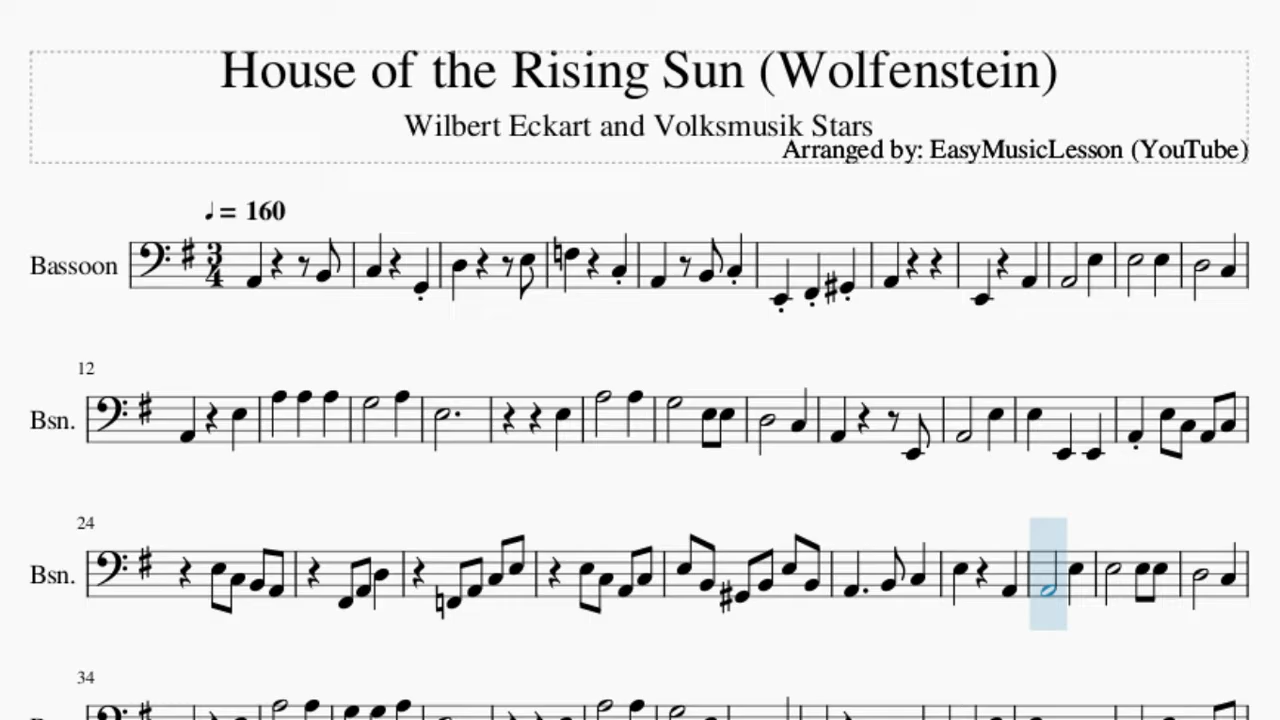 House of the Rising Sun (Wolfenstein)
Wilbert Eckart and Volksmusik Stars
Arranged by: EasyMusicLesson (YouTube)
♩= 160
Bassoon
3
4
12
Bsn.
24
Bsn.
34